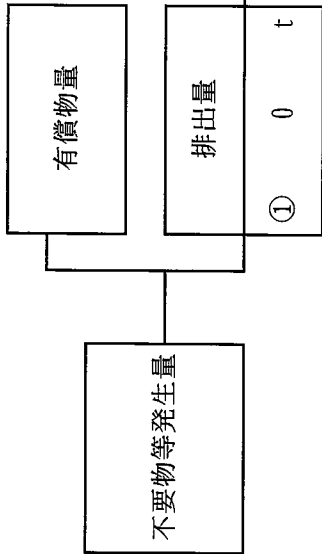 不要物等発生量
有償物量
排出量
① 0 t